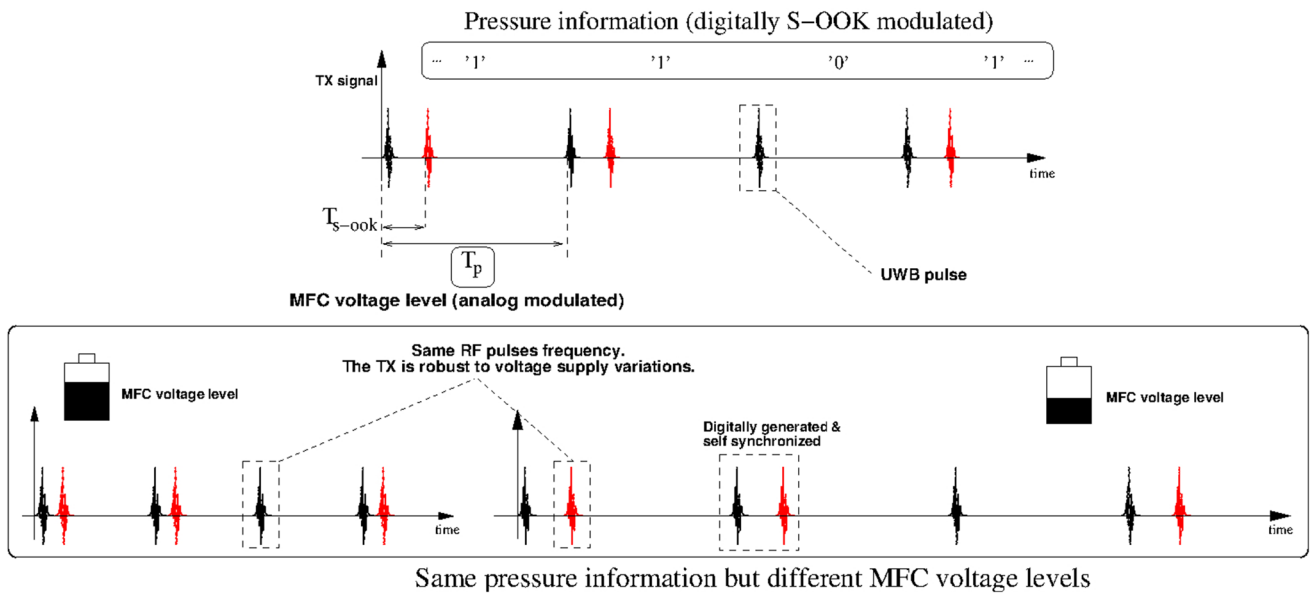 Pressure information (digitally S−OOK modulated)
... '1' '1' '0' '1' ...
TX signal
time
Ts−ook
Tp
UWB pulse
MFC voltage level (analog modulated)
Same RF pulses frequency.
The TX is robust to voltage supply variations.
MFC voltage level
MFC voltage level
Digitally generated &
self synchronized
time
time
Same pressure information but different MFC voltage levels